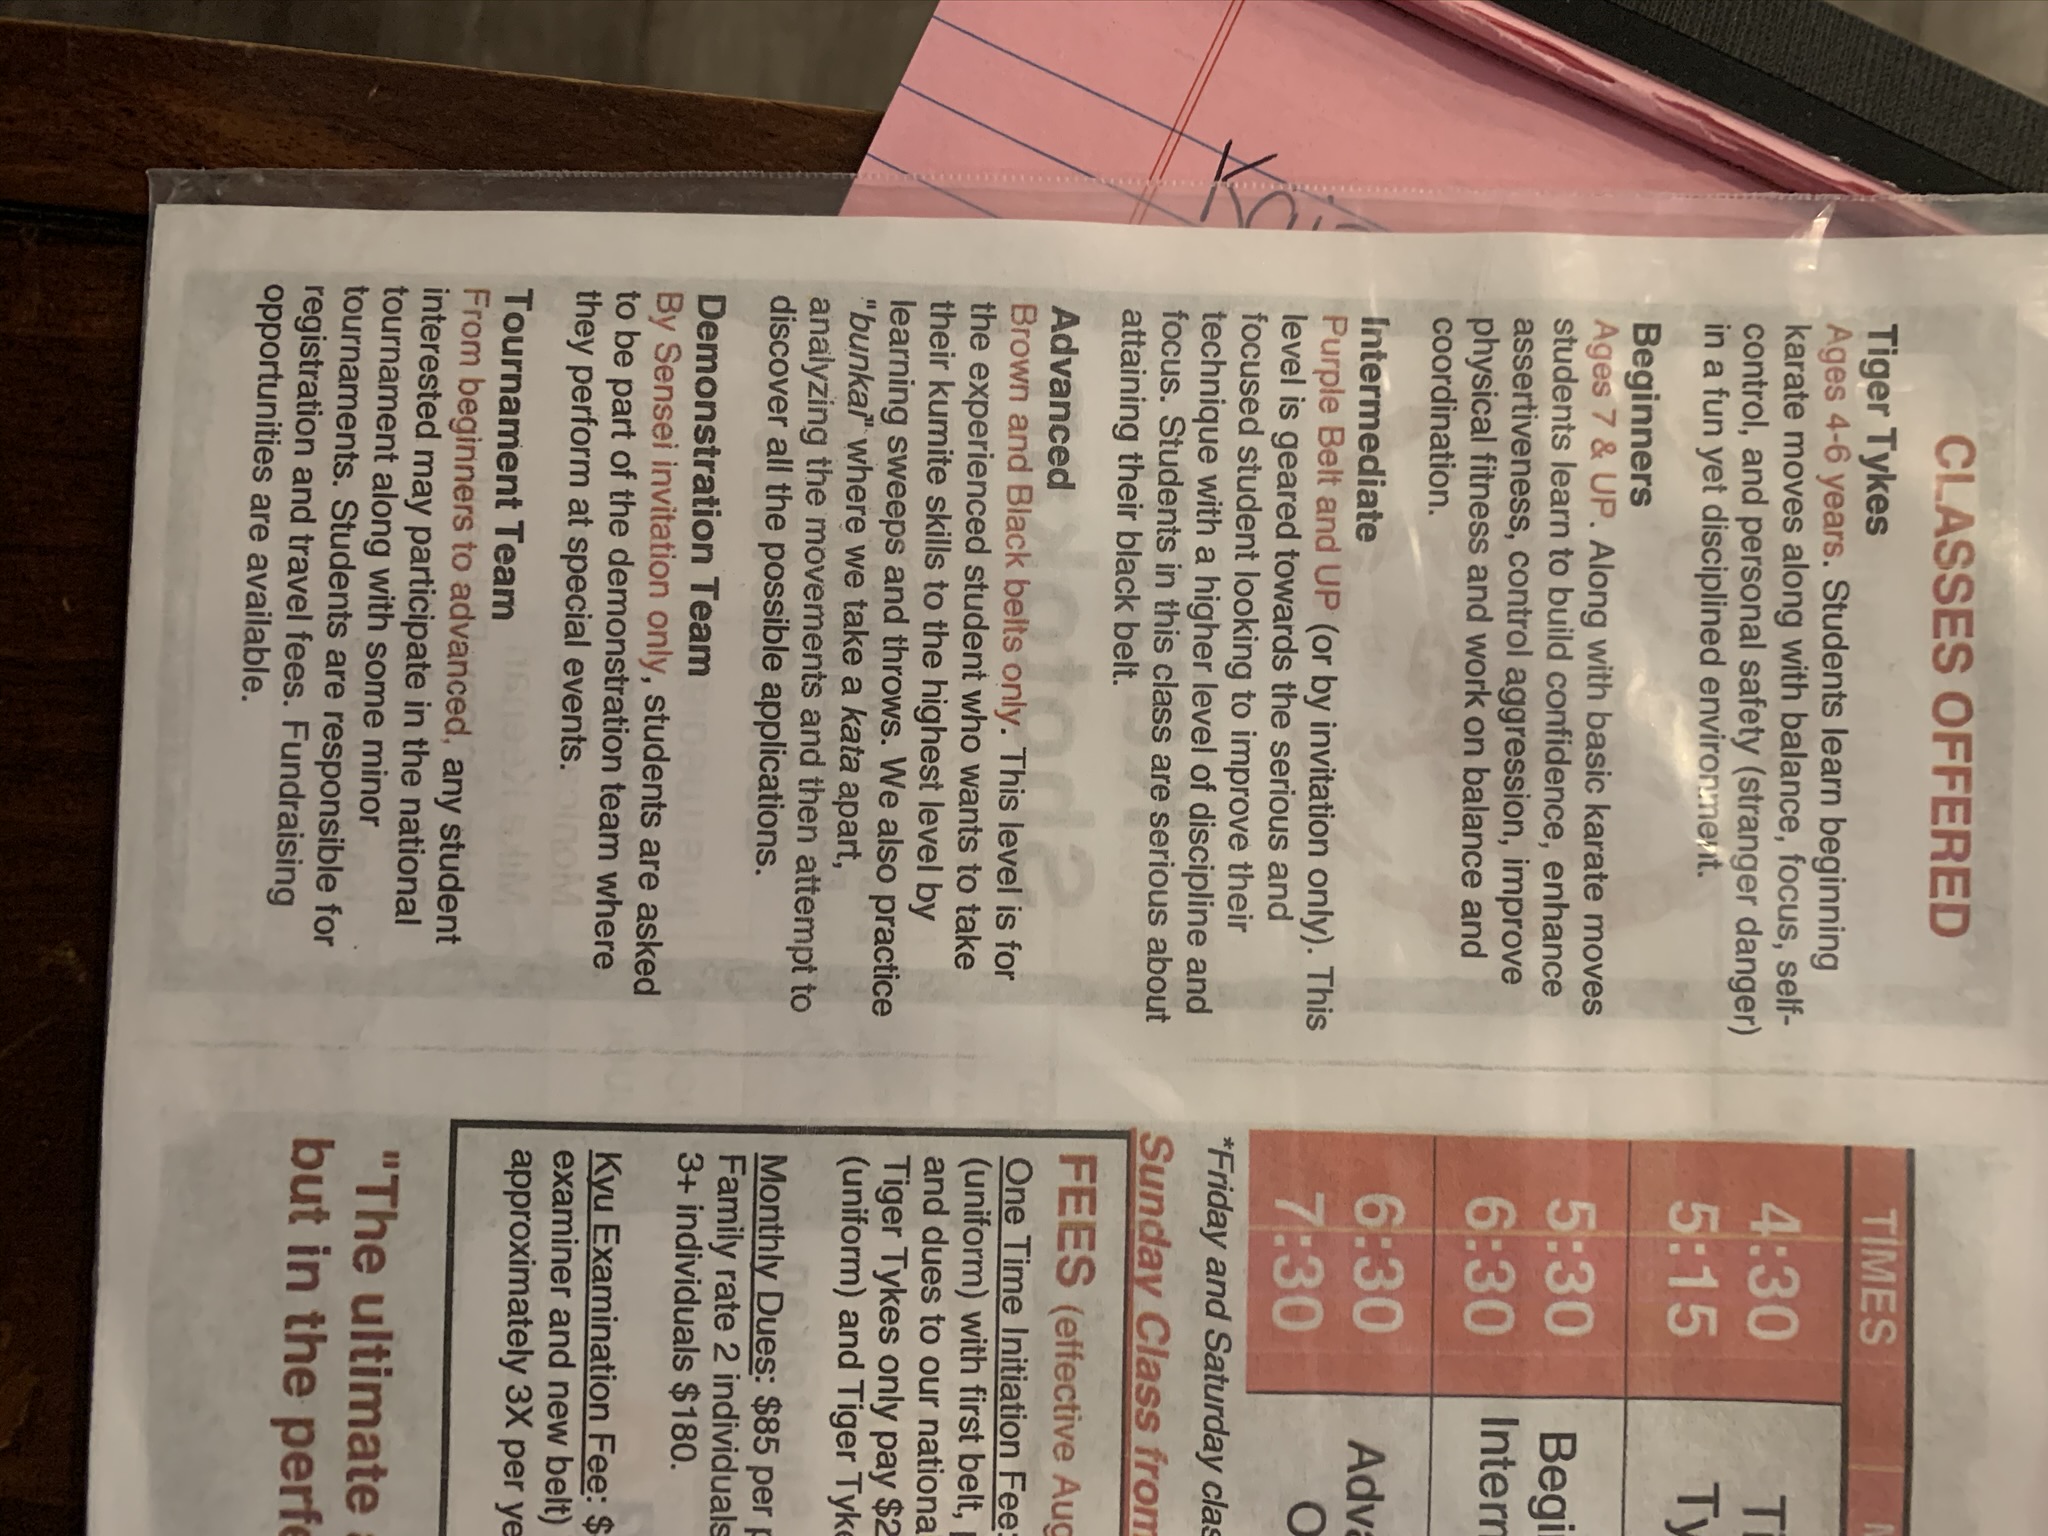 CLASSES OFFERED
Tiger Tykes
Ages 4-6 years. Students learn beginning
karate moves along with balance, focus, self-
control, and personal safety (stranger danger)
in a fun yet disciplined environment.
Beginners
Ages 7 & UP. Along with basic karate moves
students learn to build confidence, enhance
assertiveness, control aggression, improve
physical fitness and work on balance and
coordination.
Intermediate
Purple Belt and UP (or by invitation only). This
level is geared towards the serious and
focused student looking to improve their
technique with a higher level of discipline and
focus. Students in this class are serious about
attaining their black belt.
Advanced
Brown and Black belts only. This level is for
the experienced student who wants to take
their kumite skills to the highest level by
learning sweeps and throws. We also practice
"bunkai" where we take a kata apart,
analyzing the movements and then attempt to
discover all the possible applications.
Demonstration Team
By Sensei invitation only, students are asked
to be part of the demonstration team where
they perform at special events.
Tournament Team
From beginners to advanced, any student
interested may participate in the national
tournament along with some minor
tournaments. Students are responsible for
registration and travel fees. Fundraising
opportunities are available.
TIMES
4:30
5:15
5:30
6:30
6:30
7:30
*Friday and Saturday clas
Sunday Class from
FEES (effective Aug
One Time Initiation Fee:
(uniform) with first belt,
and dues to our nationa
Tiger Tykes only pay $2
(uniform) and Tiger Tyke
Monthly Dues: $85 per p
Family rate 2 individuals
3+ individuals $180.
Kyu Examination Fee: $
examiner and new belt)
approximately 3X per ye
"The ultimate
but in the perfe